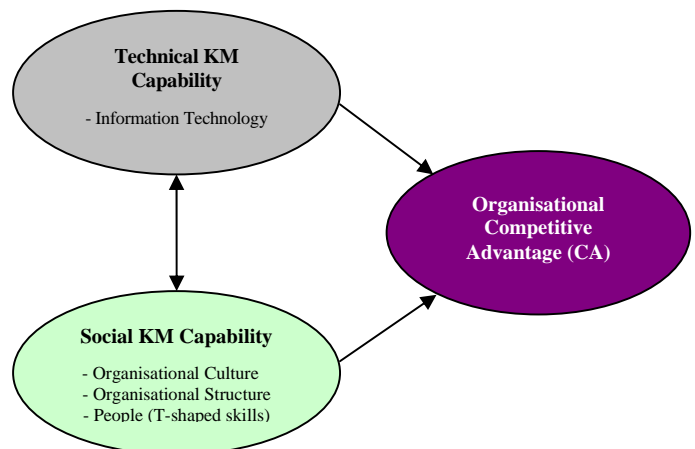 Technical KM
Capability
- Information Technology
Organisational
Competitive
Advantage (CA)
Social KM Capability
- Organisational Culture
- Organisational Structure
- People (T-shaped skills)